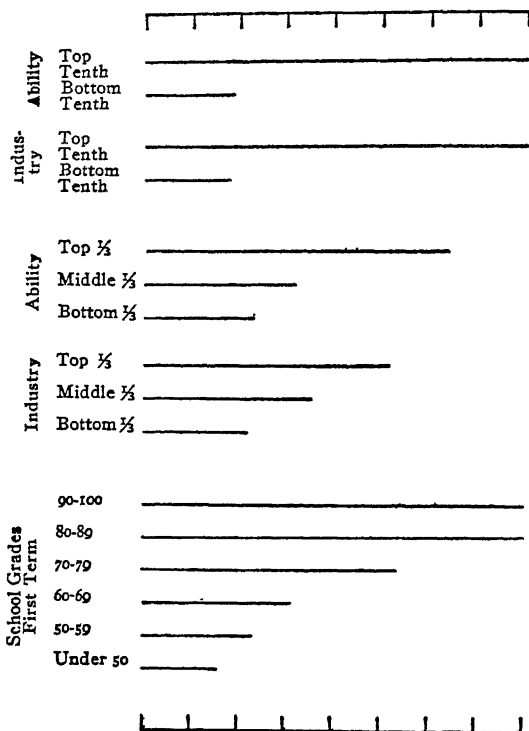 Ability
Top
Tenth
Bottom
Tenth
Indus-
try
Top
Tenth
Bottom
Tenth
Ability
Top ⅓
Middle ⅓
Bottom ⅓
Industry
Top ⅓
Middle ⅓
Bottom ⅓
School Grades
First Term
90-100
80-89
70-79
60-69
50-59
Under 50